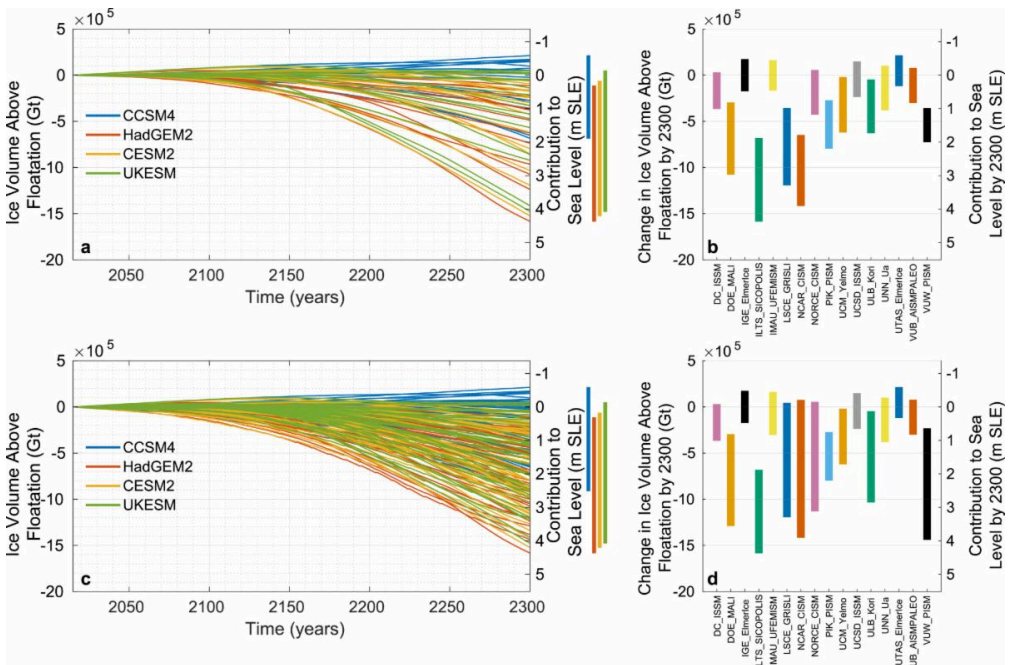 ×10⁵
5
0
-5
-10
-15
-20
Ice Volume Above
Floatation (Gt)
CCSM4
HadGEM2
CESM2
UKESM
a
2050
2100
2150
2200
2250
2300
Time (years)
-1
0
1
2
3
4
5
Contribution to
Sea Level (m SLE)
×10⁵
5
0
-5
-10
-15
-20
Change in Ice Volume Above
Floatation by 2300 (Gt)
b
-1
0
1
2
3
4
5
Contribution to Sea
Level by 2300 (m SLE)
DC_ISSM
DOE_MALI
IGE_ElmerIce
ILTS_SICOPOLIS
IMAU_UFEMISM
LSCE_GRISLI
NCAR_CISM
NORCE_CISM
PIK_PISM
UCM_Yelmo
UCSD_ISSM
ULB_Kori
UNN_Ua
UTAS_ElmerIce
VUB_AISMPALEO
VUW_PISM
×10⁵
5
0
-5
-10
-15
-20
Ice Volume Above
Floatation (Gt)
CCSM4
HadGEM2
CESM2
UKESM
c
2050
2100
2150
2200
2250
2300
Time (years)
-1
0
1
2
3
4
5
Contribution to
Sea Level (m SLE)
×10⁵
5
0
-5
-10
-15
-20
Change in Ice Volume Above
Floatation by 2300 (Gt)
d
-1
0
1
2
3
4
5
Contribution to Sea
Level by 2300 (m SLE)
DC_ISSM
DOE_MALI
IGE_ElmerIce
ILTS_SICOPOLIS
IMAU_UFEMISM
LSCE_GRISLI
NCAR_CISM
NORCE_CISM
PIK_PISM
UCM_Yelmo
UCSD_ISSM
ULB_Kori
UNN_Ua
UTAS_ElmerIce
UB_AISMPALEO
VUW_PISM